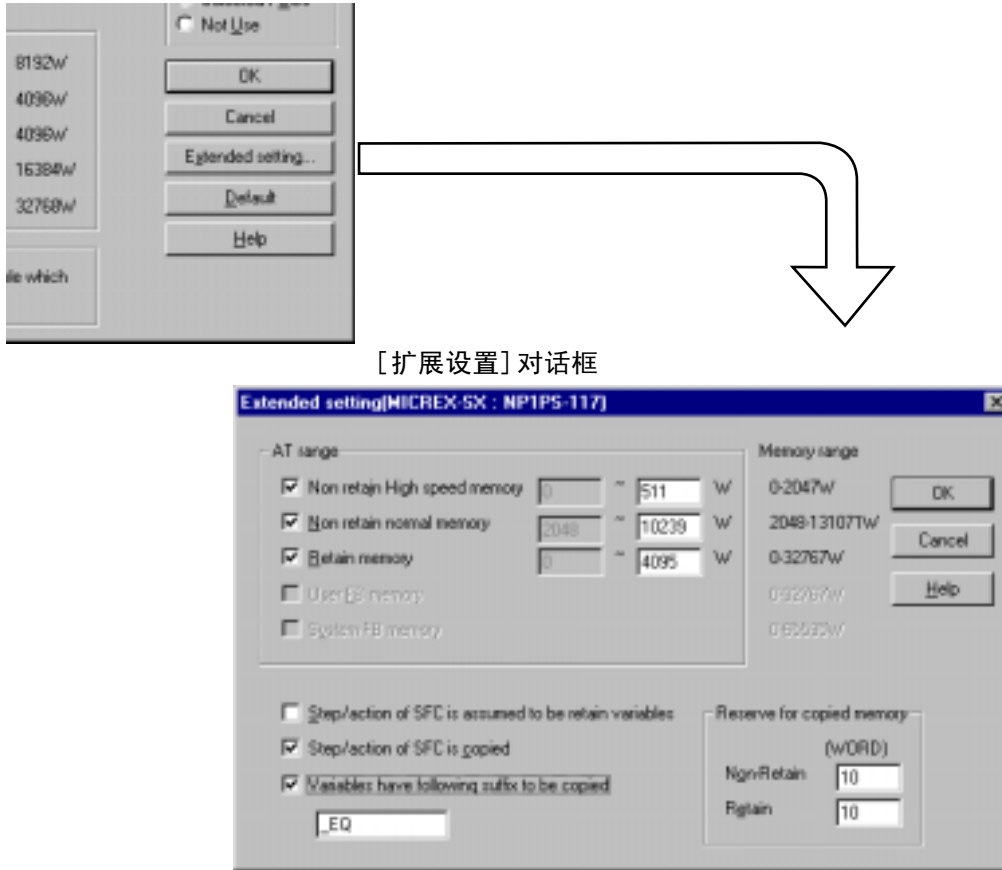 Not Use
8192W
4096W
4096W
16384W
32768W
OK
Cancel
Extended setting...
Default
Help
which
[扩展设置]对话框
Extended setting[MICREX-SX : NP1PS-117]
AT range
Non retain High speed memory 0 ~ 511 W
Non retain normal memory 2048 ~ 10239 W
Retain memory 0 ~ 4095 W
User FB memory
System FB memory
Memory range
0-2047W
2048-131071W
0-32767W
0-32767W
OK
Cancel
Help
Step/action of SFC is assumed to be retain variables
Step/action of SFC is copied
Variables have following suffix to be copied
_EQ
Reserve for copied memory
(WORD)
Non-Retain 10
Retain 10